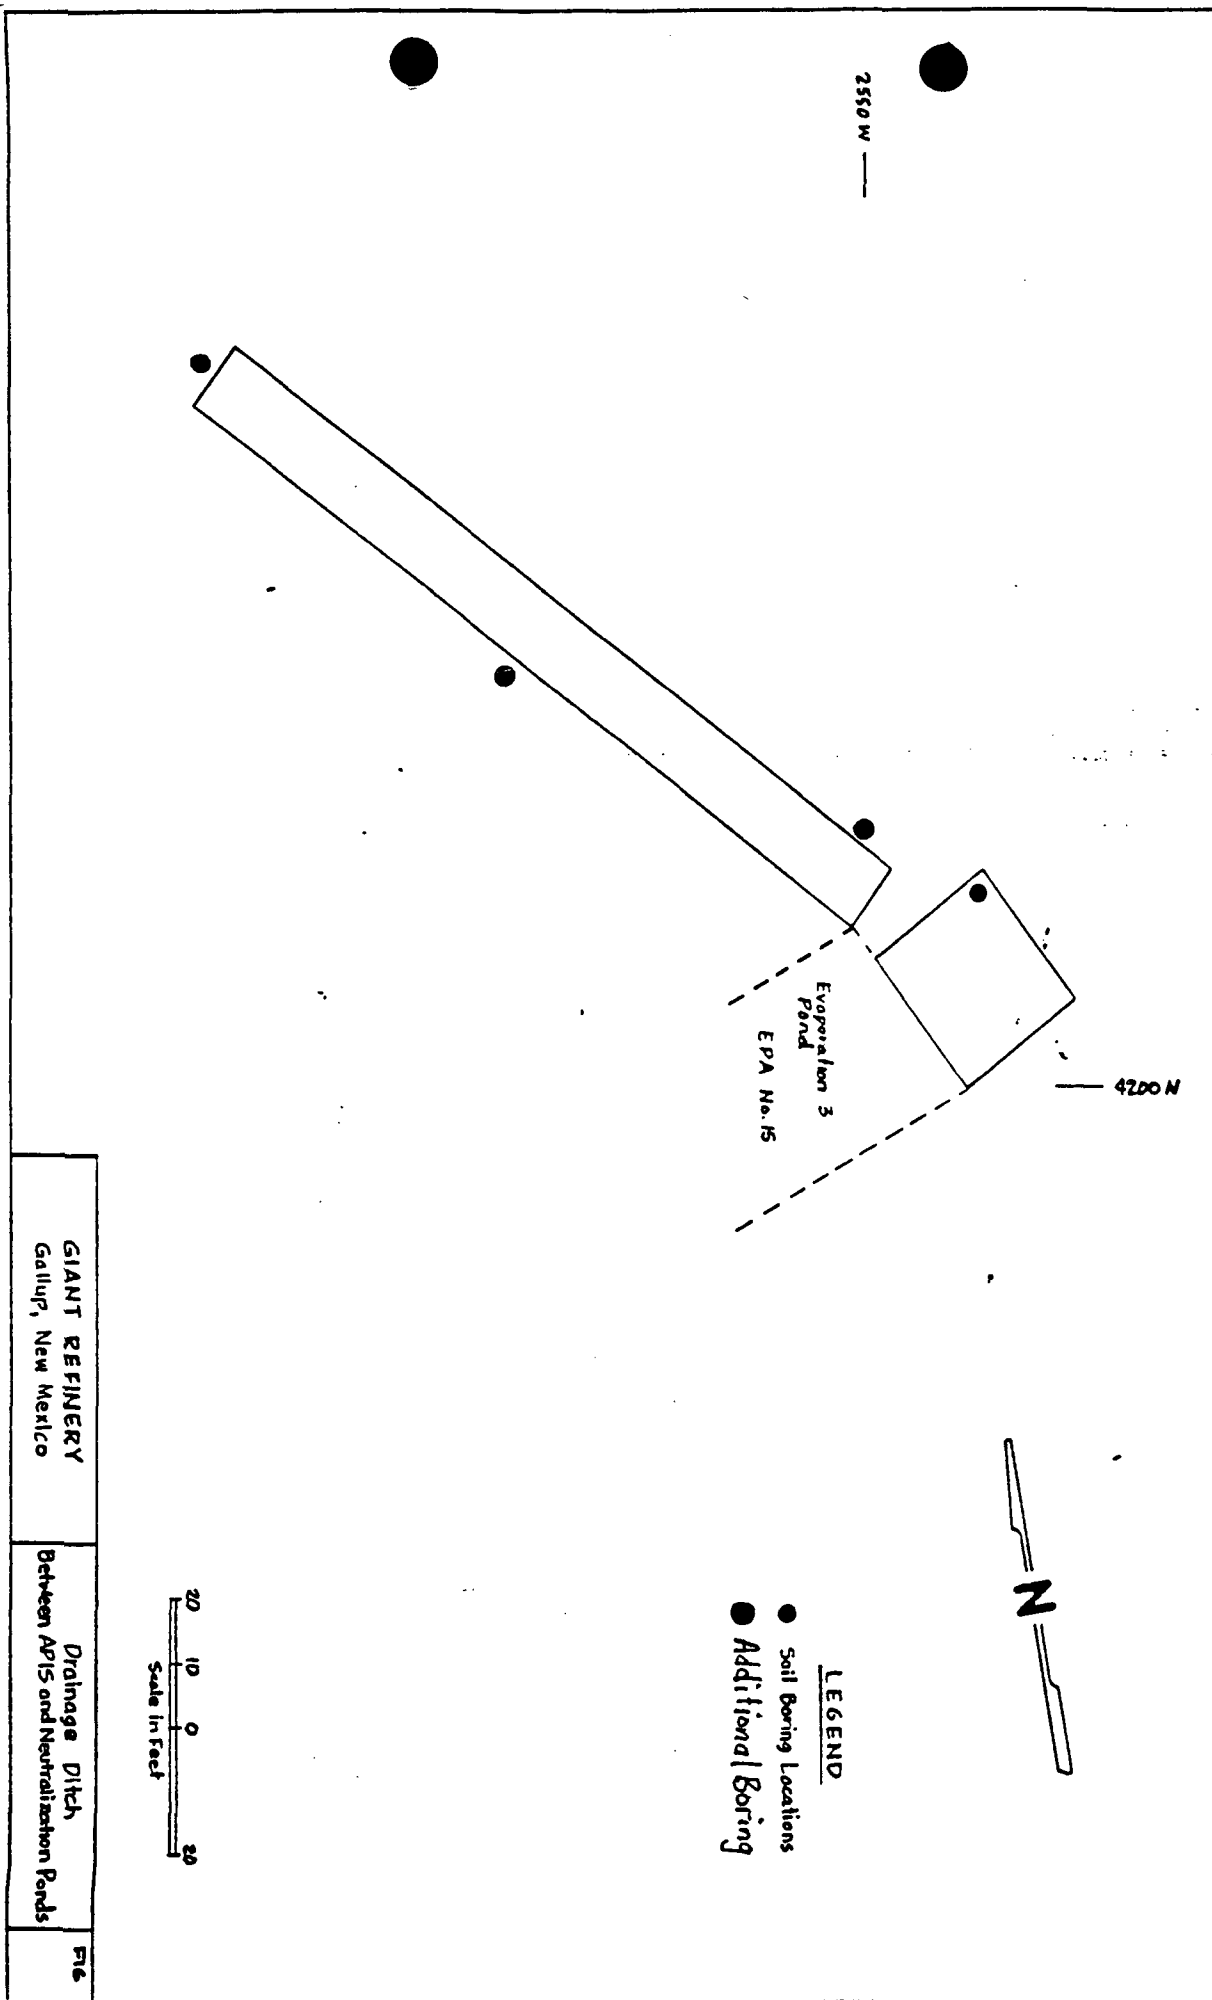 2550 W
4200 N
Evaporation 3
Pond
EPA No. 15
N
LEGEND
Soil Boring Locations
Additional Boring
20 10 0 20
Scale in Feet
GIANT REFINERY
Gallup, New Mexico
Drainage Ditch
Between APIS and Neutralization Ponds